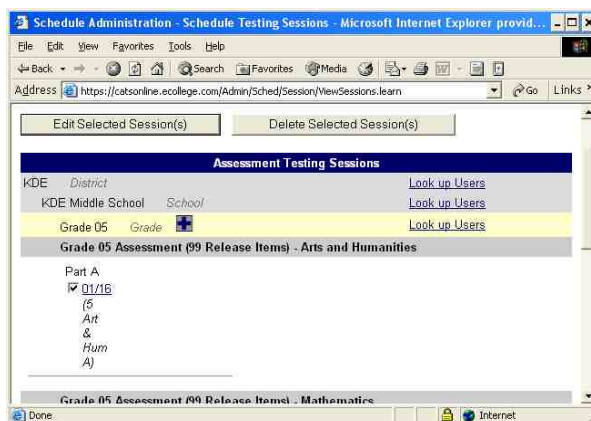 Schedule Administration - Schedule Testing Sessions - Microsoft Internet Explorer provid...
File Edit View Favorites Tools Help
Back Search Favorites Media
Address https://catsonline.ecollege.com/Admin/Sched/Session/ViewSessions.learn Go Links »
Edit Selected Session(s) Delete Selected Session(s)
Assessment Testing Sessions
KDE District Look up Users
KDE Middle School School Look up Users
Grade 05 Grade Look up Users
Grade 05 Assessment (99 Release Items) - Arts and Humanities
Part A
01/16
(5
Art
&
Hum
A)
Grade 05 Assessment (99 Release Items) - Mathematics
Done Internet